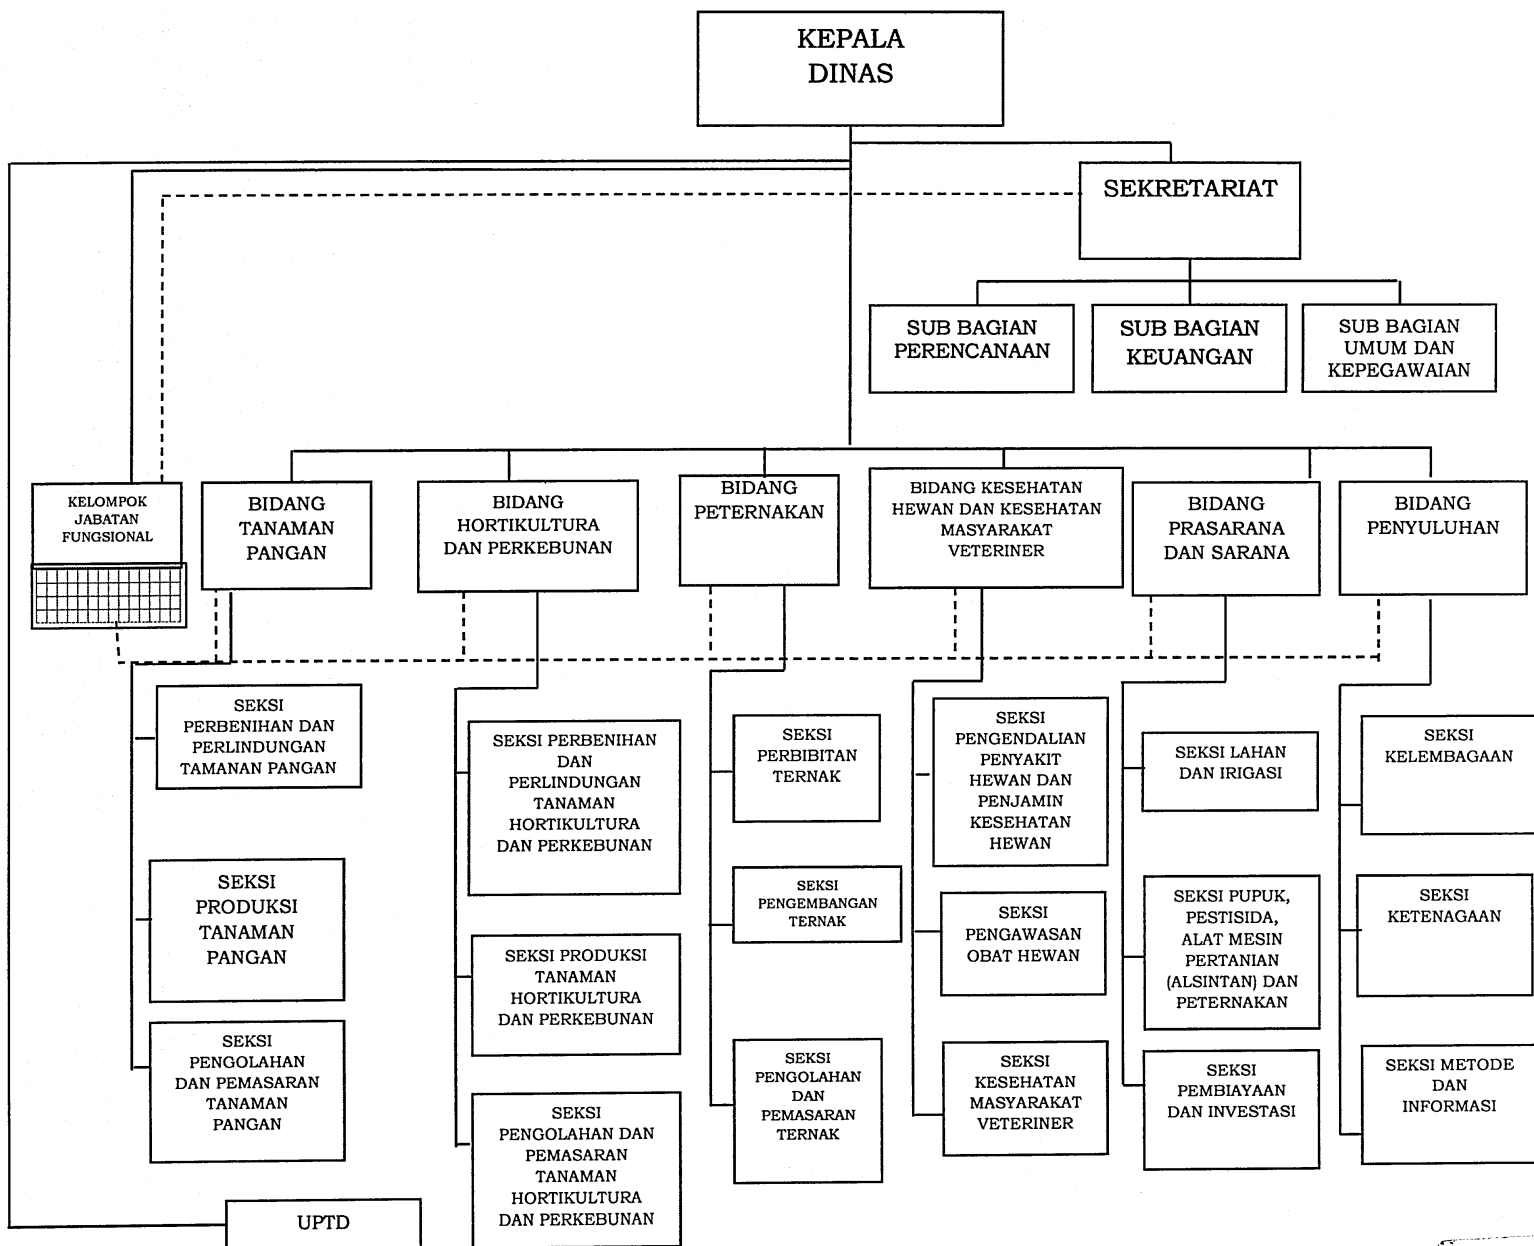 KEPALA
DINAS
SEKRETARIAT
SUB BAGIAN
PERENCANAAN
SUB BAGIAN
KEUANGAN
SUB BAGIAN
UMUM DAN
KEPEGAWAIAN
KELOMPOK
JABATAN
FUNGSIONAL
BIDANG
TANAMAN
PANGAN
BIDANG
HORTIKULTURA
DAN PERKEBUNAN
BIDANG
PETERNAKAN
BIDANG KESEHATAN
HEWAN DAN KESEHATAN
MASYARAKAT
VETERINER
BIDANG
PRASARANA
DAN SARANA
BIDANG
PENYULUHAN
SEKSI
PERBENIHAN DAN
PERLINDUNGAN
TAMANAN PANGAN
SEKSI
PRODUKSI
TANAMAN
PANGAN
SEKSI
PENGOLAHAN
DAN PEMASARAN
TANAMAN
PANGAN
SEKSI PERBENIHAN
DAN
PERLINDUNGAN
TANAMAN
HORTIKULTURA
DAN PERKEBUNAN
SEKSI PRODUKSI
TANAMAN
HORTIKULTURA
DAN PERKEBUNAN
SEKSI
PENGOLAHAN DAN
PEMASARAN
TANAMAN
HORTIKULTURA
DAN PERKEBUNAN
SEKSI
PERBIBITAN
TERNAK
SEKSI
PENGEMBANGAN
TERNAK
SEKSI
PENGOLAHAN
DAN
PEMASARAN
TERNAK
SEKSI
PENGENDALIAN
PENYAKIT
HEWAN DAN
PENJAMIN
KESEHATAN
HEWAN
SEKSI
PENGAWASAN
OBAT HEWAN
SEKSI
KESEHATAN
MASYARAKAT
VETERINER
SEKSI LAHAN
DAN IRIGASI
SEKSI PUPUK,
PESTISIDA,
ALAT MESIN
PERTANIAN
(ALSINTAN) DAN
PETERNAKAN
SEKSI
PEMBIAYAAN
DAN INVESTASI
SEKSI
KELEMBAGAAN
SEKSI
KETENAGAAN
SEKSI METODE
DAN
INFORMASI
UPTD